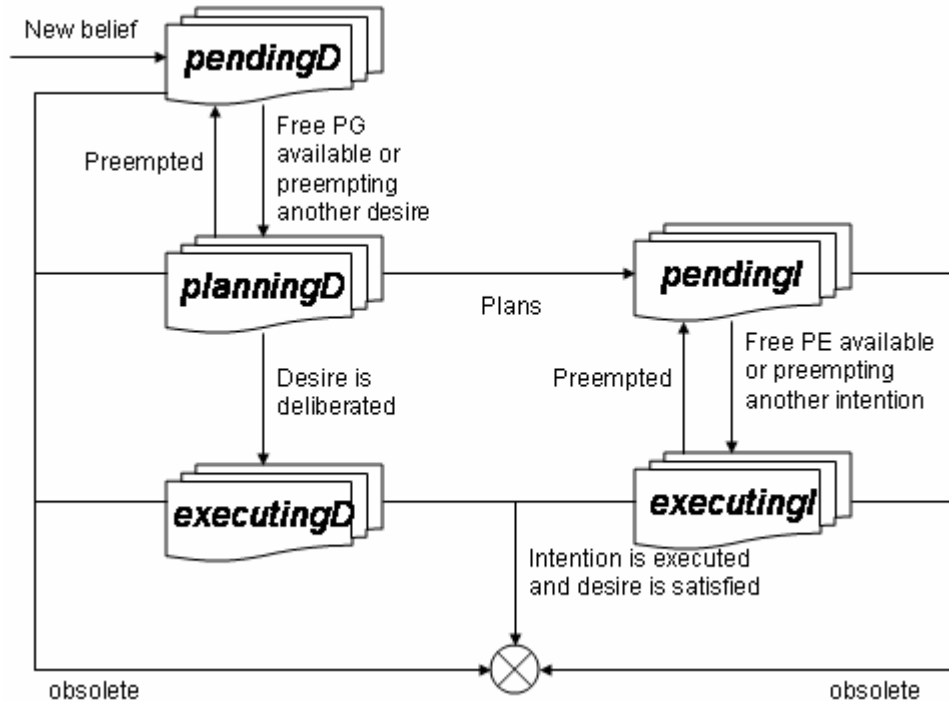 New belief
pendingD
Preempted
Free PG
available or
preempting
another desire
planningD
Plans
pendingI
Desire is
deliberated
Preempted
Free PE available
or preempting
another intention
executingD
executingI
Intention is executed
and desire is satisfied
obsolete
obsolete